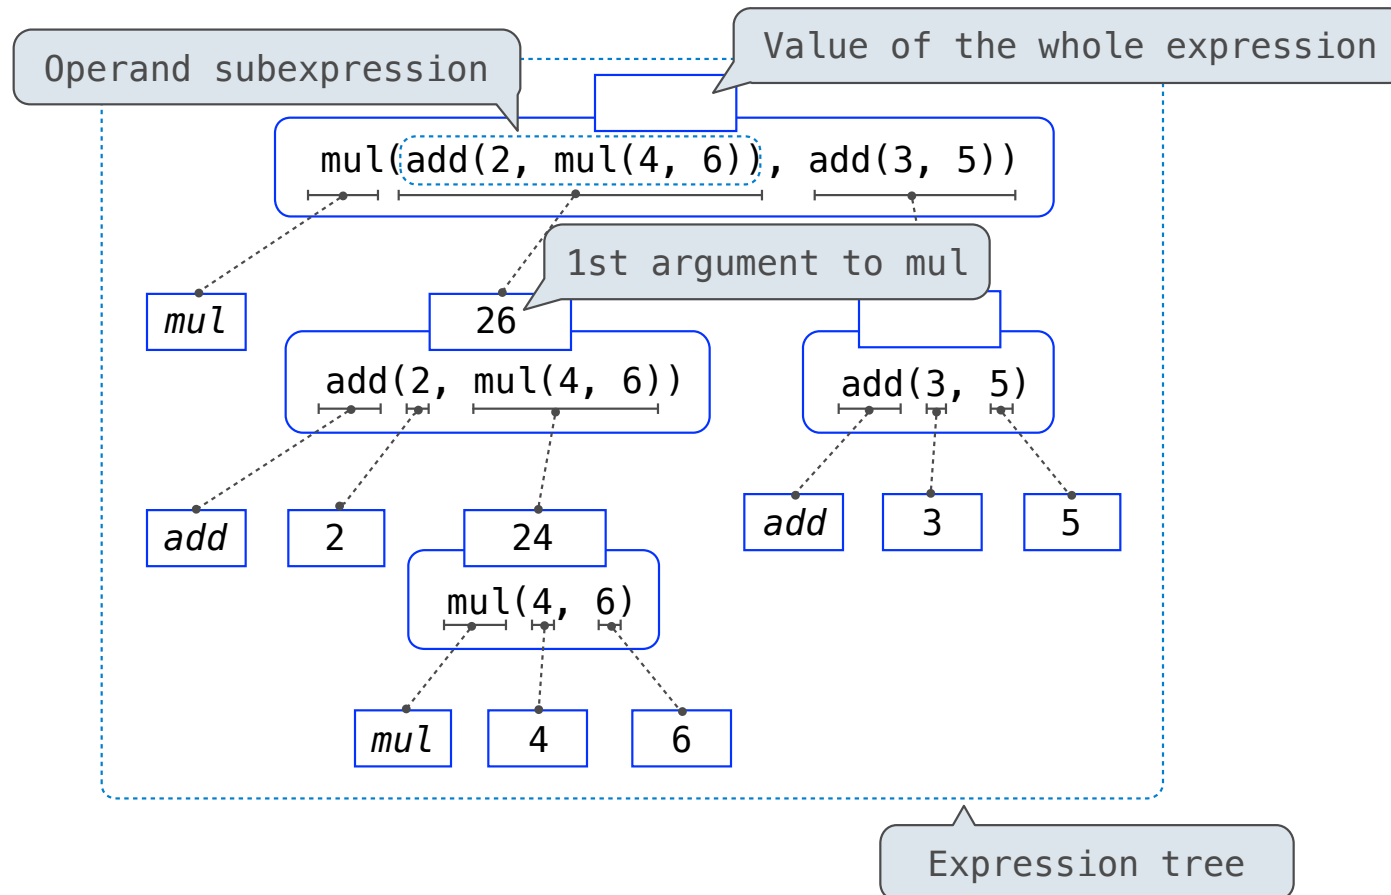 Value of the whole expression
Operand subexpression
mul(add(2, mul(4, 6)), add(3, 5))
1st argument to mul
mul
26
add(2, mul(4, 6))
add(3, 5)
add
2
24
add
3
5
mul(4, 6)
mul
4
6
Expression tree